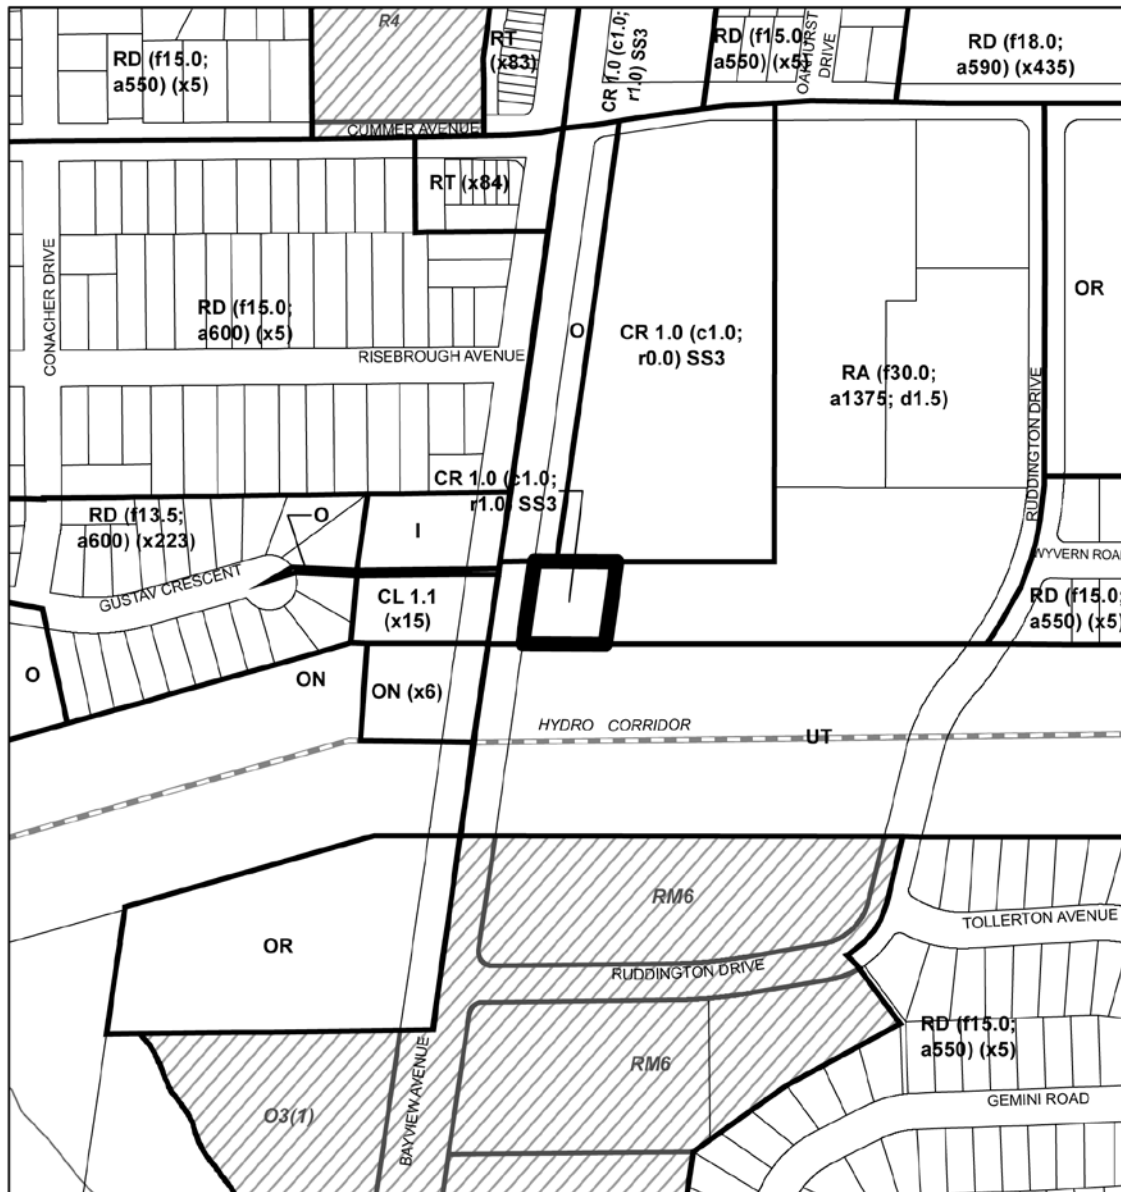 R4
RD (f15.0;
a550) (x5)
RT
(x83)
CR 1.0 (c1.0;
r1.0) SS3
RD (f15.0;
a550) (x5)
OAKHURST
DRIVE
RD (f18.0;
a590) (x435)
CUMMER AVENUE
RT (x84)
CONACHER DRIVE
RD (f15.0;
a600) (x5)
RISEBROUGH AVENUE
O
CR 1.0 (c1.0;
r0.0) SS3
RA (f30.0;
a1375; d1.5)
OR
RUDDINGTON DRIVE
CR 1.0 (c1.0;
r1.0) SS3
RD (f13.5;
a600) (x223)
O
I
WYVERN ROAD
GUSTAV CRESCENT
CL 1.1
(x15)
RD (f15.0;
a550) (x5)
O
ON
ON (x6)
HYDRO CORRIDOR
UT
RM6
TOLLERTON AVENUE
OR
RUDDINGTON DRIVE
RD (f15.0;
a550) (x5)
RM6
BAYVIEW AVENUE
O3(1)
GEMINI ROAD